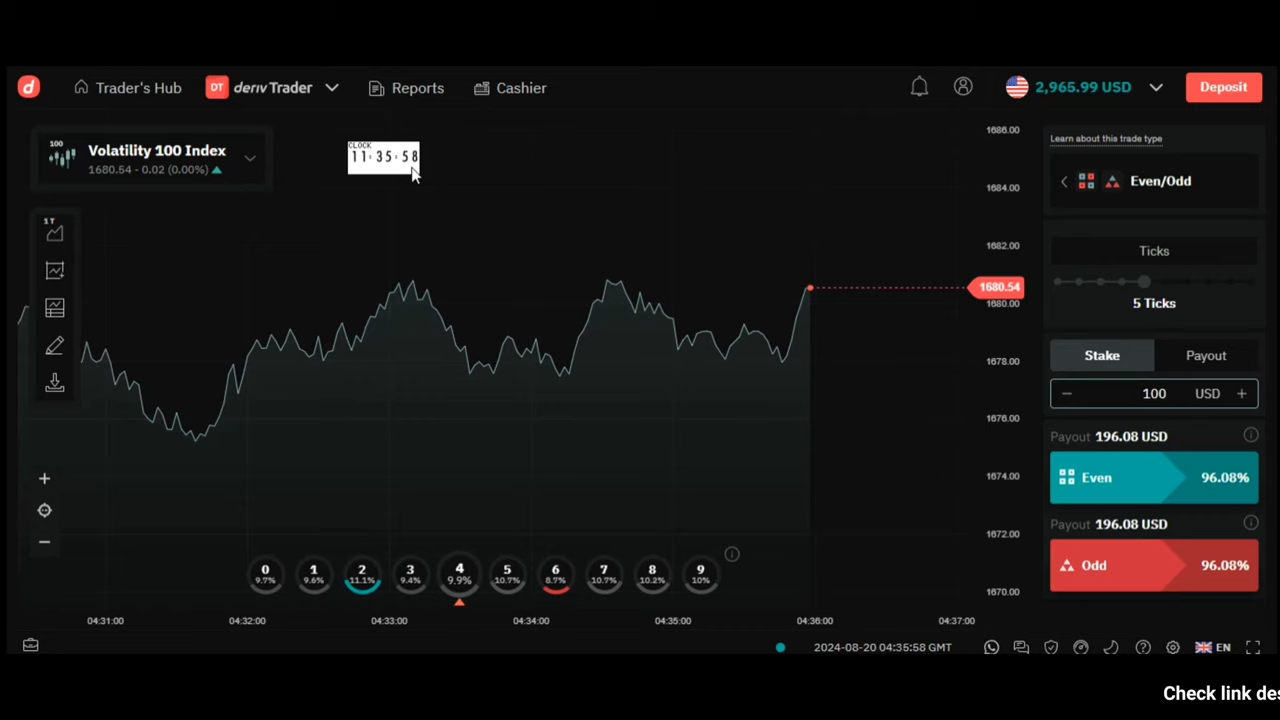 Trader's Hub
DT deriv Trader
Reports
Cashier
2,965.99 USD
Deposit
100
Volatility 100 Index
1680.54 - 0.02 (0.00%)
CLOCK
11:35:58
1T
1686.00
1684.00
1682.00
1680.54
1680.00
1678.00
1676.00
1674.00
1672.00
1670.00
Learn about this trade type
Even/Odd
Ticks
5 Ticks
Stake
Payout
− 100 USD +
Payout 196.08 USD
Even 96.08%
Payout 196.08 USD
Odd 96.08%
0 1 2 3 4 5 6 7 8 9
9.7% 9.6% 11.1% 9.4% 9.9% 10.7% 8.7% 10.7% 10.2% 10%
04:31:00 04:32:00 04:33:00 04:34:00 04:35:00 04:36:00 04:37:00
2024-08-20 04:35:58 GMT
EN
Check link des